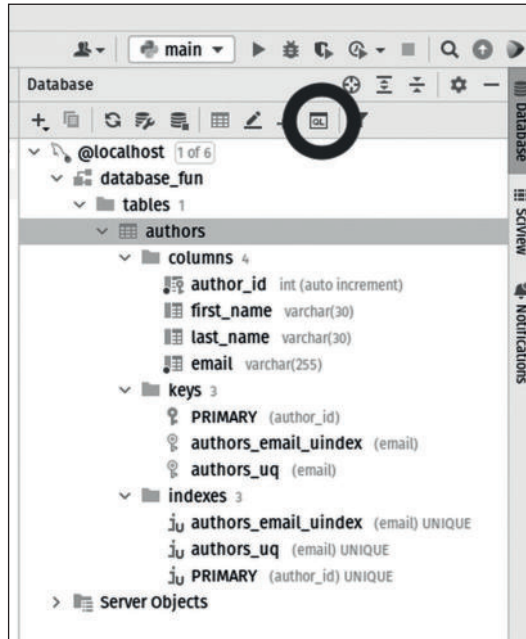 main
Database
QL
@localhost 1 of 6
database_fun
tables 1
authors
columns 4
author_id int (auto increment)
first_name varchar(30)
last_name varchar(30)
email varchar(255)
keys 3
PRIMARY (author_id)
authors_email_uindex (email)
authors_uq (email)
indexes 3
authors_email_uindex (email) UNIQUE
authors_uq (email) UNIQUE
PRIMARY (author_id) UNIQUE
Server Objects
Database
SciView
Notifications